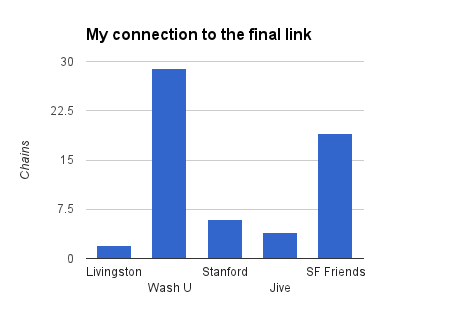 My connection to the final link
30
22.5
15
7.5
0
Chains
Livingston
Wash U
Stanford
Jive
SF Friends